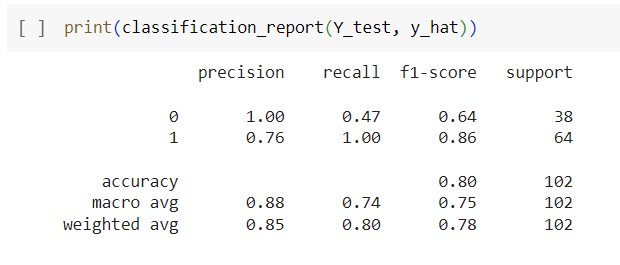 [ ] print(classification_report(Y_test, y_hat))
precision recall f1-score support
0 1.00 0.47 0.64 38
1 0.76 1.00 0.86 64
accuracy 0.80 102
macro avg 0.88 0.74 0.75 102
weighted avg 0.85 0.80 0.78 102